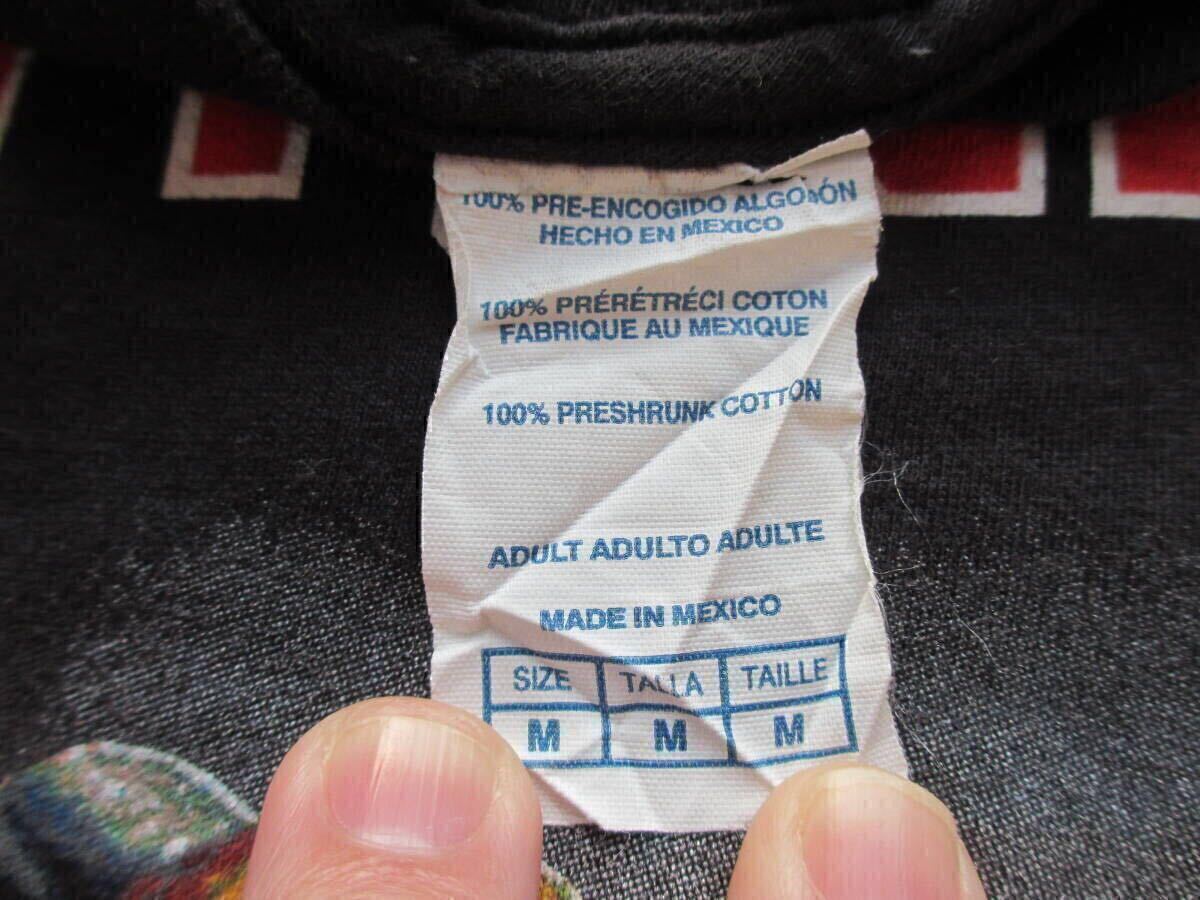 100% PRE-ENCOGIDO ALGODÓN
HECHO EN MEXICO
100% PRÉRÉTRÉCI COTON
FABRIQUE AU MEXIQUE
100% PRESHRUNK COTTON
ADULT ADULTO ADULTE
MADE IN MEXICO
SIZE TALLA TAILLE
M M M